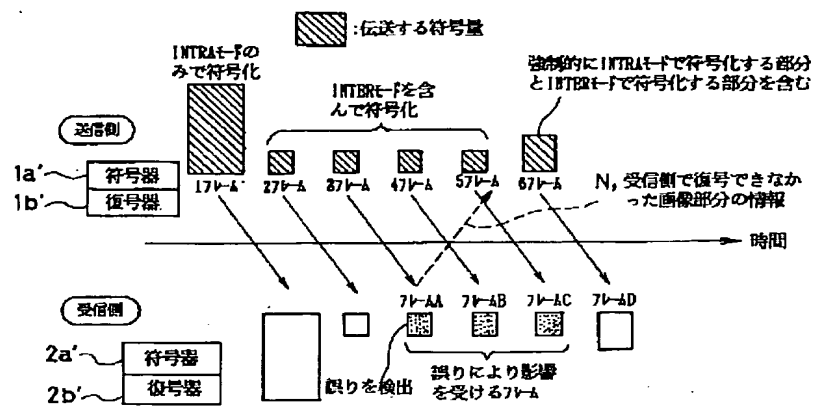 :伝送する符号量
INTRAモードの
みで符号化
INTERモードを含
んで符号化
強制的にINTRAモードで符号化する部分
とINTERモードで符号化する部分を含む
送信側
1a'
符号器
1b'
復号器
1フレーム
2フレーム
3フレーム
4フレーム
5フレーム
6フレーム
N, 受信側で復号できなか
った画像部分の情報
時間
受信側
フレームA
フレームB
フレームC
フレームD
2a'
符号器
2b'
復号器
誤りを検出
誤りにより影響
を受けるフレーム